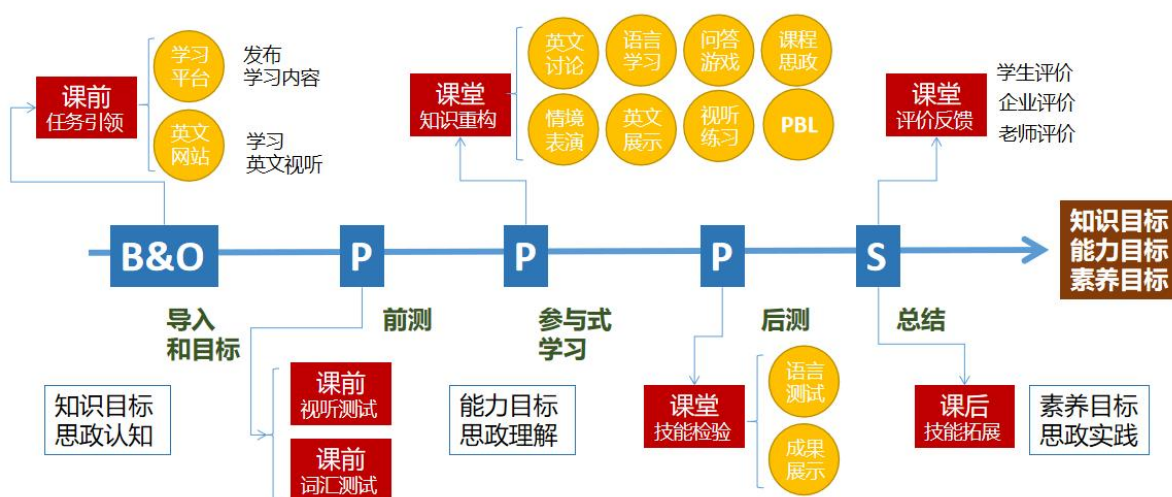 课前
任务引领
学习
平台
发布
学习内容
英文
网站
学习
英文视听
课堂
知识重构
英文
讨论
语言
学习
问答
游戏
课程
思政
情境
表演
英文
展示
视听
练习
PBL
课堂
评价反馈
学生评价
企业评价
老师评价
B&O
P
P
P
S
知识目标
能力目标
素养目标
导入
和目标
前测
参与式
学习
后测
总结
知识目标
思政认知
课前
视听测试
课前
词汇测试
能力目标
思政理解
课堂
技能检验
语言
测试
成果
展示
课后
技能拓展
素养目标
思政实践